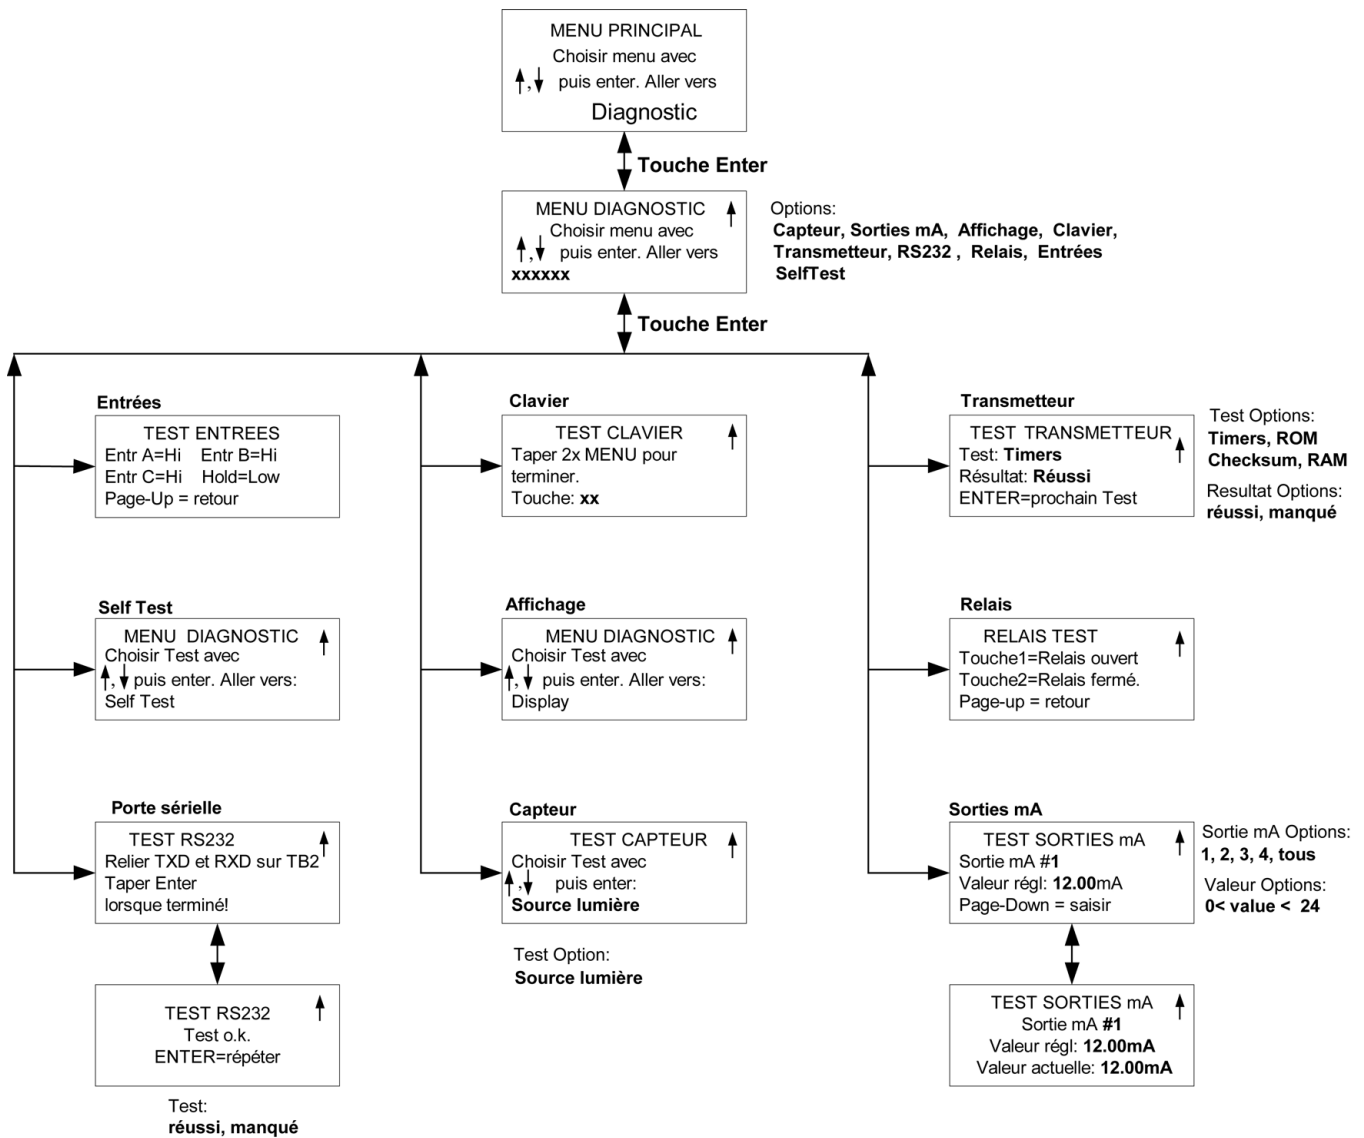 MENU PRINCIPAL
Choisir menu avec
↑,↓ puis enter. Aller vers
Diagnostic
Touche Enter
MENU DIAGNOSTIC ↑
Choisir menu avec
↑,↓ puis enter. Aller vers
xxxxxx
Options:
Capteur, Sorties mA, Affichage, Clavier,
Transmetteur, RS232 , Relais, Entrées
SelfTest
Touche Enter
Entrées
TEST ENTREES
Entr A=Hi Entr B=Hi
Entr C=Hi Hold=Low
Page-Up = retour
Clavier
TEST CLAVIER ↑
Taper 2x MENU pour
terminer.
Touche: xx
Transmetteur
TEST TRANSMETTEUR ↑
Test: Timers
Résultat: Réussi
ENTER=prochain Test
Test Options:
Timers, ROM
Checksum, RAM
Resultat Options:
réussi, manqué
Self Test
MENU DIAGNOSTIC ↑
Choisir Test avec
↑,↓ puis enter. Aller vers:
Self Test
Affichage
MENU DIAGNOSTIC ↑
Choisir Test avec
↑,↓ puis enter. Aller vers:
Display
Relais
RELAIS TEST ↑
Touche1=Relais ouvert
Touche2=Relais fermé.
Page-up = retour
Porte sérielle
TEST RS232 ↑
Relier TXD et RXD sur TB2
Taper Enter
lorsque terminé!
Capteur
TEST CAPTEUR ↑
Choisir Test avec
↑,↓ puis enter:
Source lumière
Test Option:
Source lumière
Sorties mA
TEST SORTIES mA ↑
Sortie mA #1
Valeur régl: 12.00mA
Page-Down = saisir
Sortie mA Options:
1, 2, 3, 4, tous
Valeur Options:
0< value < 24
TEST RS232 ↑
Test o.k.
ENTER=répéter
Test:
réussi, manqué
TEST SORTIES mA ↑
Sortie mA #1
Valeur régl: 12.00mA
Valeur actuelle: 12.00mA